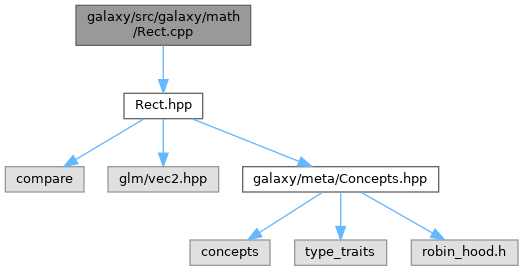 galaxy/src/galaxy/math
/Rect.cpp
Rect.hpp
compare
glm/vec2.hpp
galaxy/meta/Concepts.hpp
concepts
type_traits
robin_hood.h